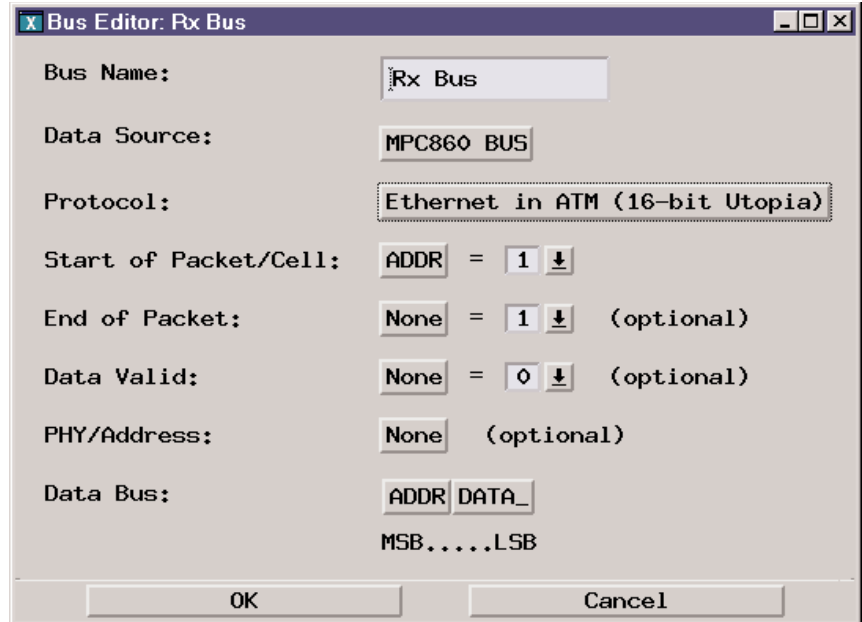 X Bus Editor: Rx Bus
Bus Name: Rx Bus
Data Source: MPC860 BUS
Protocol: Ethernet in ATM (16-bit Utopia)
Start of Packet/Cell: ADDR = 1
End of Packet: None = 1 (optional)
Data Valid: None = 0 (optional)
PHY/Address: None (optional)
Data Bus: ADDR DATA_
MSB.....LSB
OK Cancel